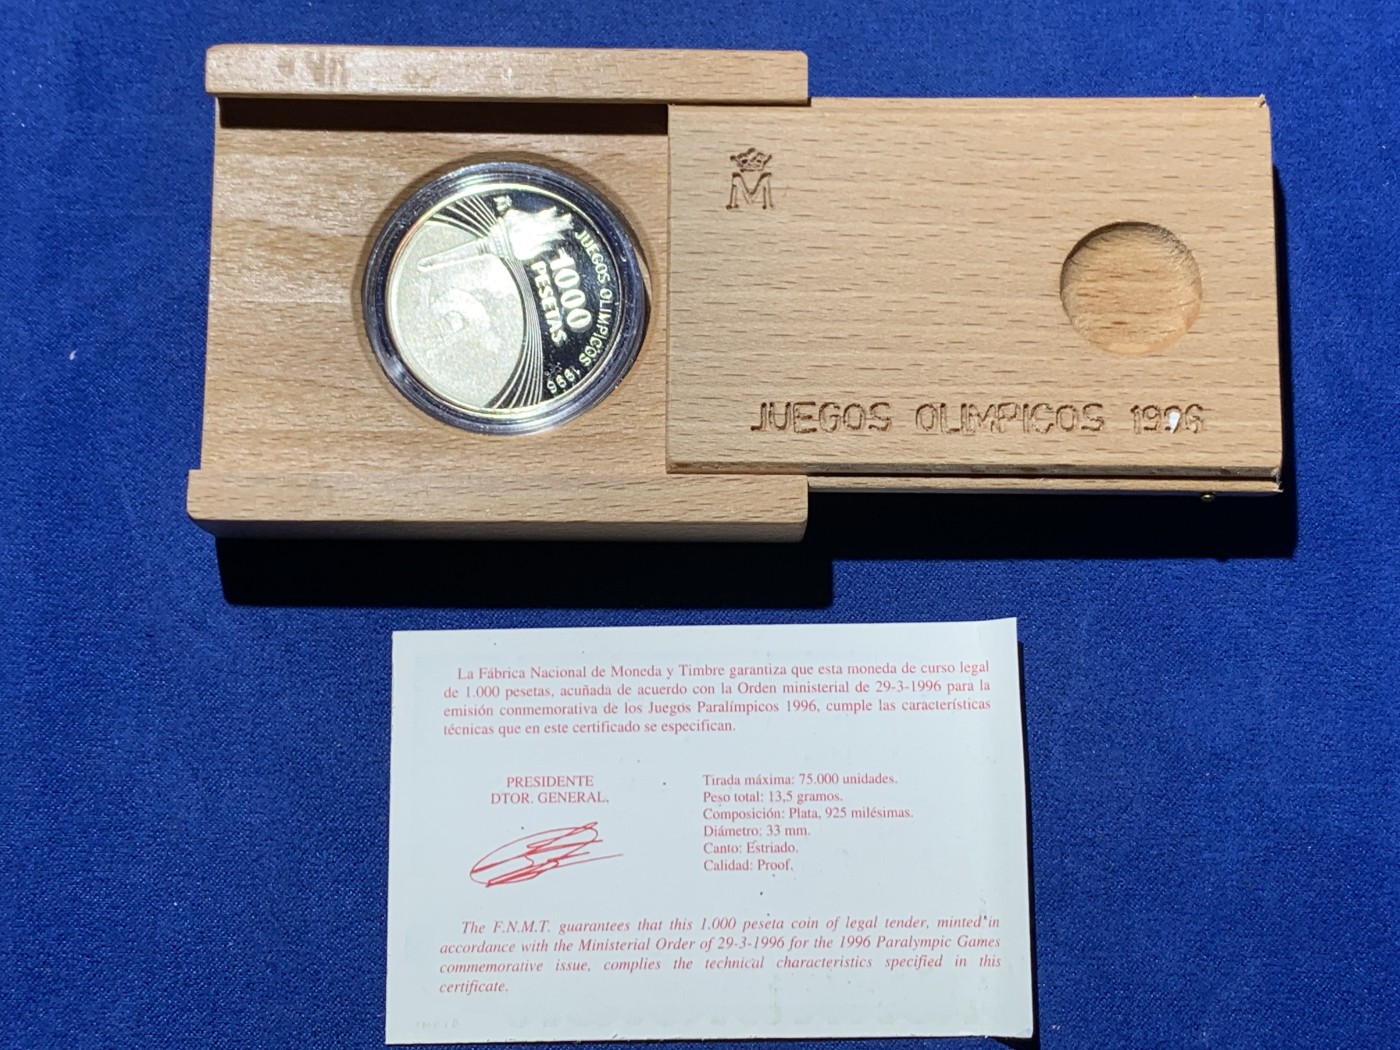 M
1000
PESETAS
JUEGOS OLIMPICOS 1996
M
JUEGOS OLIMPICOS 1996
La Fábrica Nacional de Moneda y Timbre garantiza que esta moneda de curso legal
de 1.000 pesetas, acuñada de acuerdo con la Orden ministerial de 29-3-1996 para la
emisión conmemorativa de los Juegos Paralímpicos 1996, cumple las características
técnicas que en este certificado se especifican.
PRESIDENTE
DTOR. GENERAL.
Tirada máxima: 75.000 unidades.
Peso total: 13,5 gramos.
Composición: Plata, 925 milésimas.
Diámetro: 33 mm.
Canto: Estriado.
Calidad: Proof.
The F.N.M.T. guarantees that this 1.000 peseta coin of legal tender, minted in
accordance with the Ministerial Order of 29-3-1996 for the 1996 Paralympic Games
commemorative issue, complies the technical characteristics specified in this
certificate.